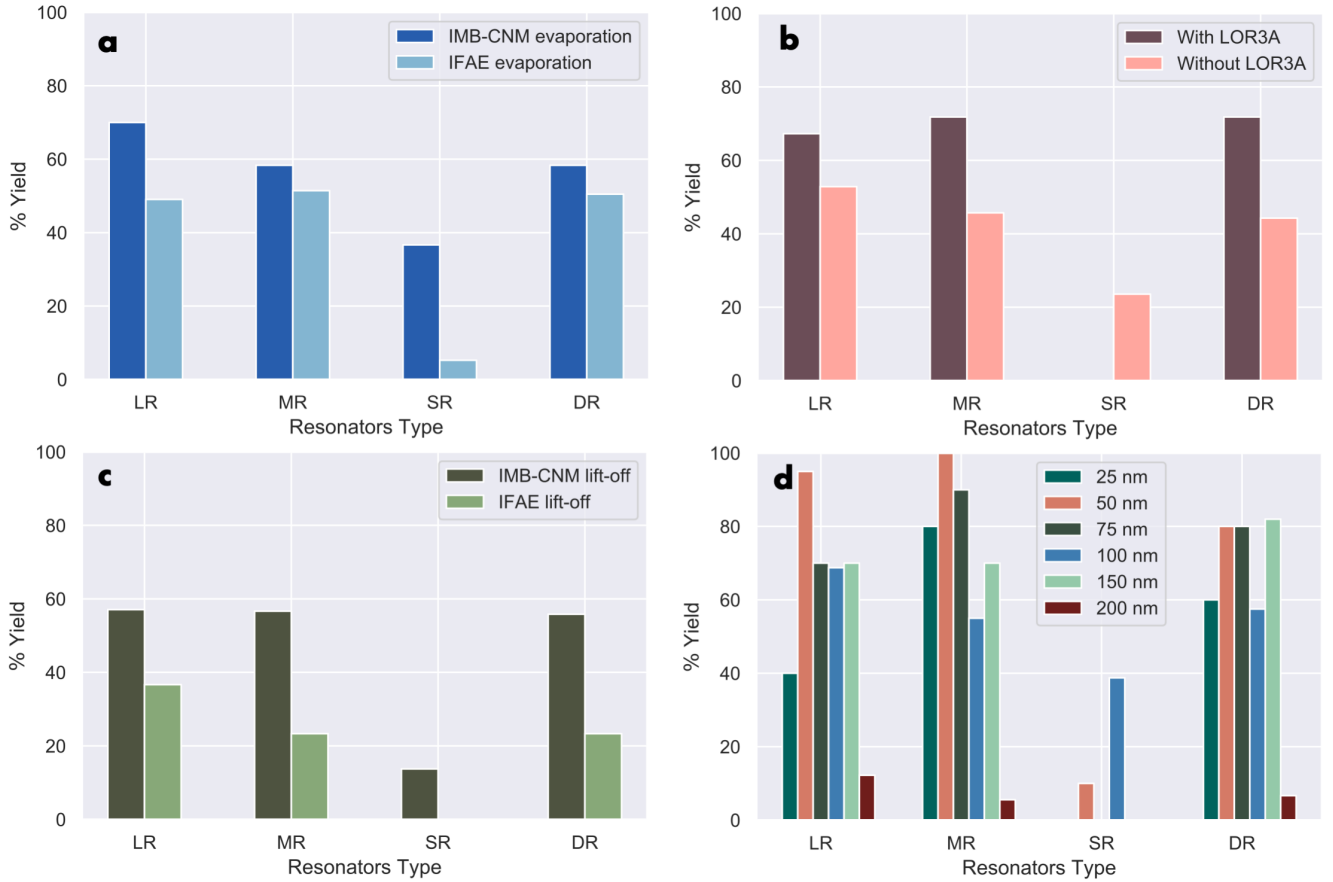 a
IMB-CNM evaporation
IFAE evaporation
% Yield
100
80
60
40
20
0
LR MR SR DR
Resonators Type
b
With LOR3A
Without LOR3A
% Yield
100
80
60
40
20
0
LR MR SR DR
Resonators Type
c
IMB-CNM lift-off
IFAE lift-off
% Yield
100
80
60
40
20
0
LR MR SR DR
Resonators Type
d
25 nm
50 nm
75 nm
100 nm
150 nm
200 nm
% Yield
100
80
60
40
20
0
LR MR SR DR
Resonators Type